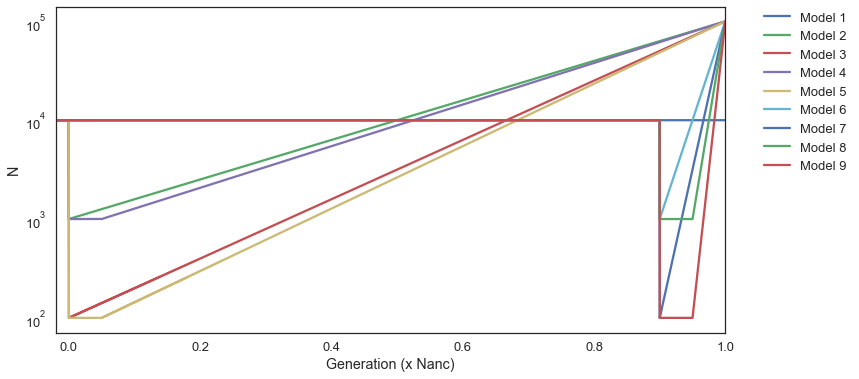 10^5
10^4
10^3
10^2
N
0.0 0.2 0.4 0.6 0.8 1.0
Generation (x Nanc)
Model 1
Model 2
Model 3
Model 4
Model 5
Model 6
Model 7
Model 8
Model 9